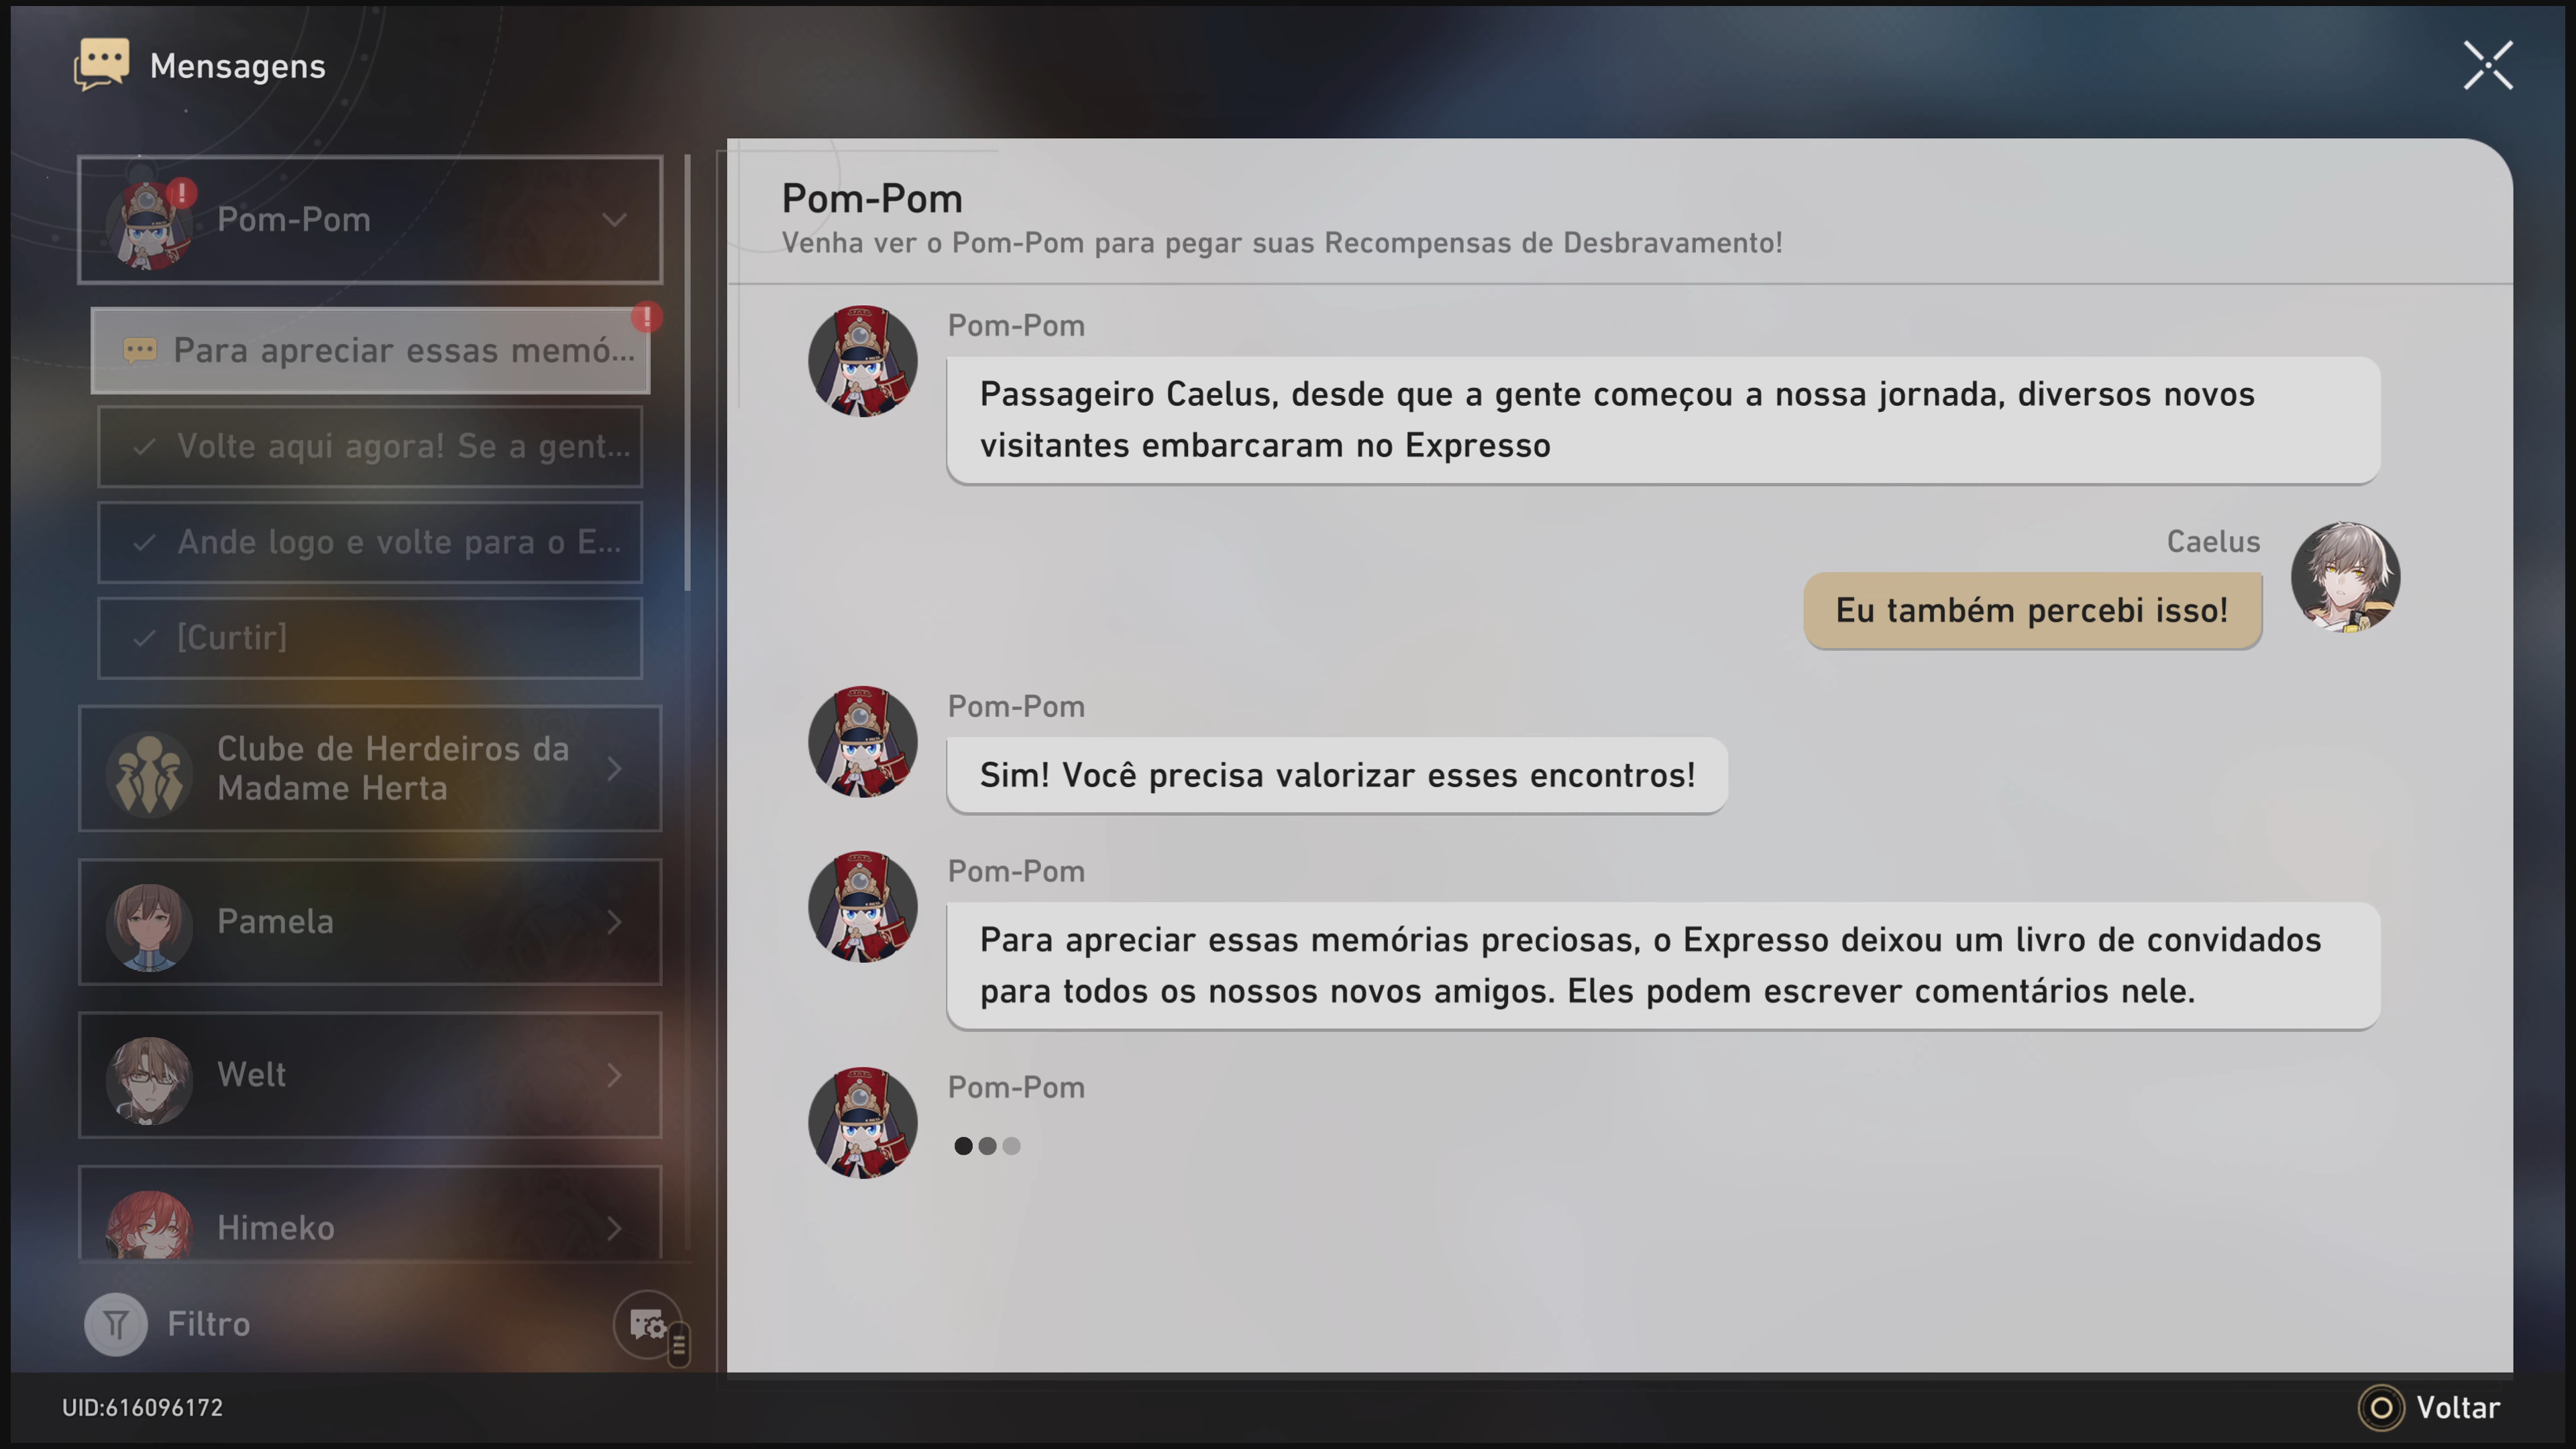 Mensagens
Pom-Pom
Para apreciar essas memó...
Volte aqui agora! Se a gent...
Ande logo e volte para o E...
[Curtir]
Clube de Herdeiros da
Madame Herta
Pamela
Welt
Himeko
Filtro
Pom-Pom
Venha ver o Pom-Pom para pegar suas Recompensas de Desbravamento!
Pom-Pom
Passageiro Caelus, desde que a gente começou a nossa jornada, diversos novos
visitantes embarcaram no Expresso
Caelus
Eu também percebi isso!
Pom-Pom
Sim! Você precisa valorizar esses encontros!
Pom-Pom
Para apreciar essas memórias preciosas, o Expresso deixou um livro de convidados
para todos os nossos novos amigos. Eles podem escrever comentários nele.
Pom-Pom
UID:616096172
Voltar